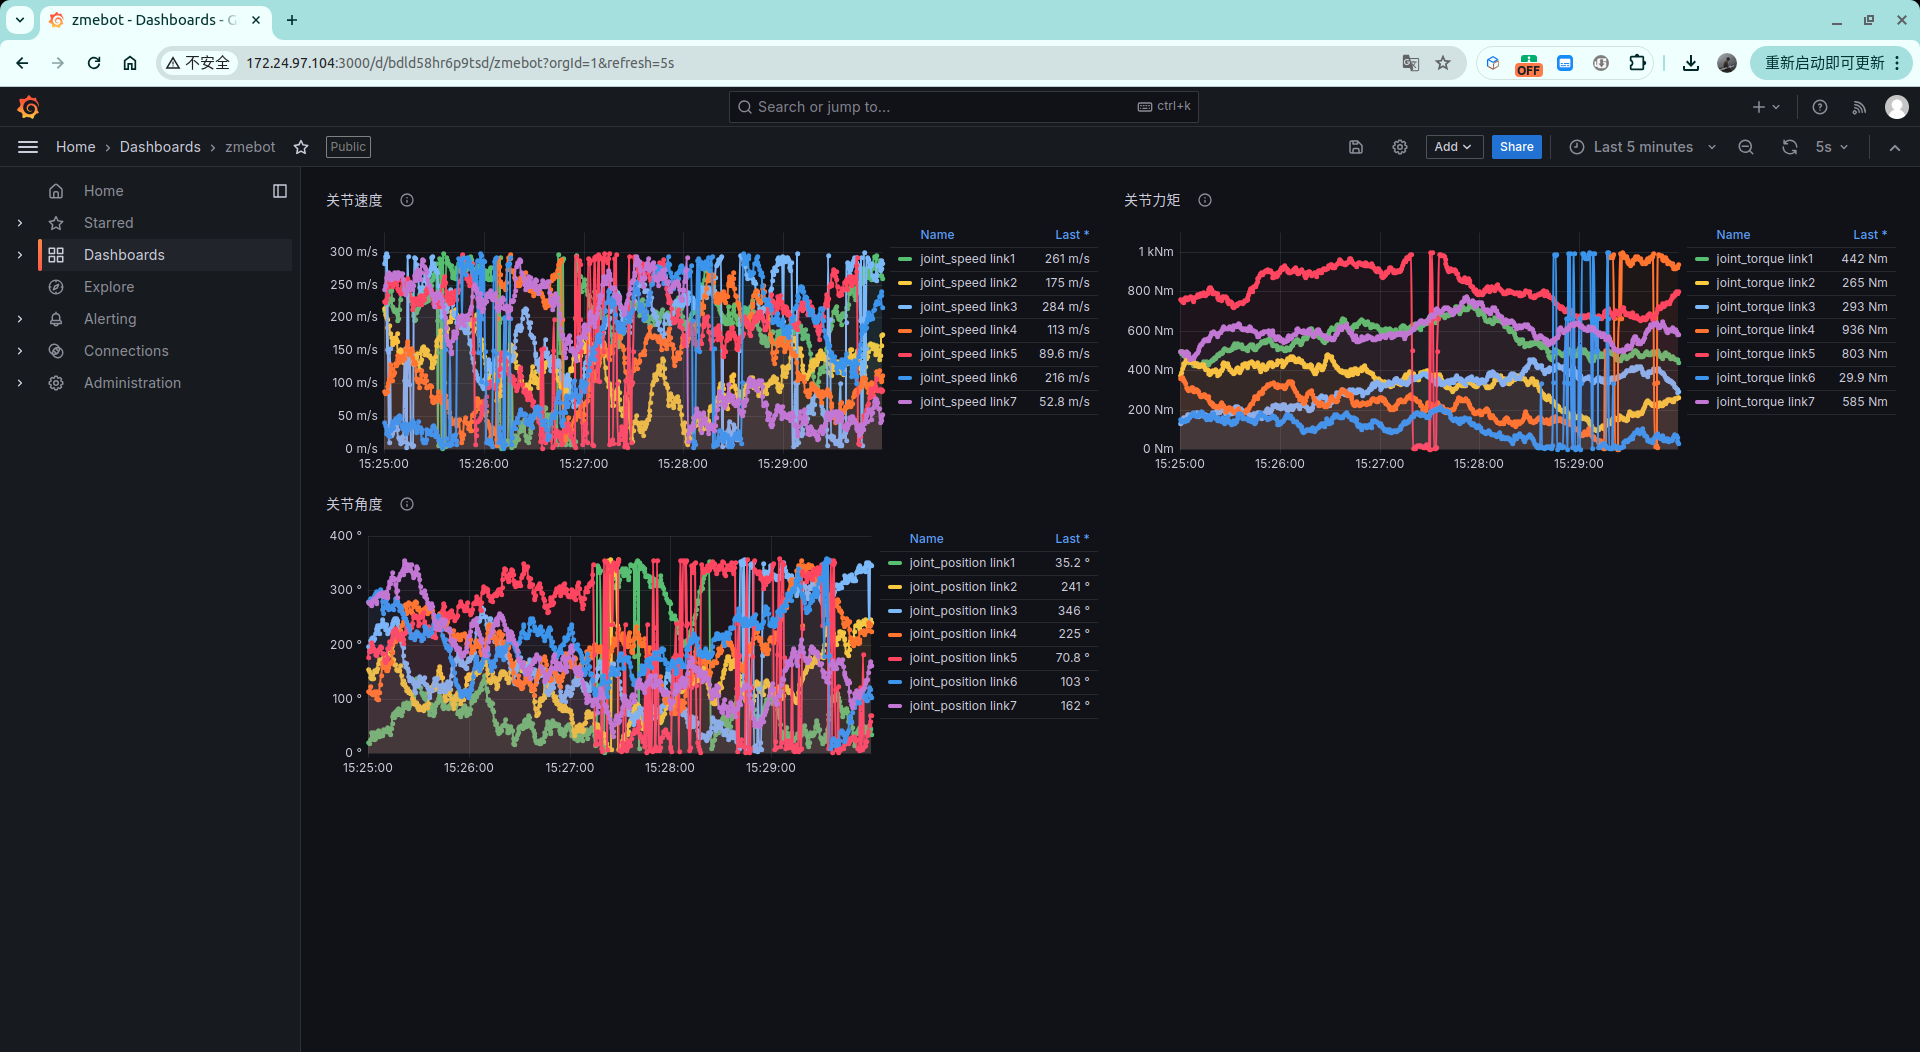 zmebot - Dashboards - G
不安全
172.24.97.104:3000/d/bdld58hr6p9tsd/zmebot?orgId=1&refresh=5s
OFF
重新启动即可更新
Search or jump to...
ctrl+k
Home › Dashboards › zmebot
Public
Add
Share
Last 5 minutes
5s
Home
Starred
Dashboards
Explore
Alerting
Connections
Administration
关节速度
300 m/s
250 m/s
200 m/s
150 m/s
100 m/s
50 m/s
0 m/s
15:25:00 15:26:00 15:27:00 15:28:00 15:29:00
Name Last *
joint_speed link1 261 m/s
joint_speed link2 175 m/s
joint_speed link3 284 m/s
joint_speed link4 113 m/s
joint_speed link5 89.6 m/s
joint_speed link6 216 m/s
joint_speed link7 52.8 m/s
关节力矩
1 kNm
800 Nm
600 Nm
400 Nm
200 Nm
0 Nm
15:25:00 15:26:00 15:27:00 15:28:00 15:29:00
Name Last *
joint_torque link1 442 Nm
joint_torque link2 265 Nm
joint_torque link3 293 Nm
joint_torque link4 936 Nm
joint_torque link5 803 Nm
joint_torque link6 29.9 Nm
joint_torque link7 585 Nm
关节角度
400 °
300 °
200 °
100 °
0 °
15:25:00 15:26:00 15:27:00 15:28:00 15:29:00
Name Last *
joint_position link1 35.2 °
joint_position link2 241 °
joint_position link3 346 °
joint_position link4 225 °
joint_position link5 70.8 °
joint_position link6 103 °
joint_position link7 162 °